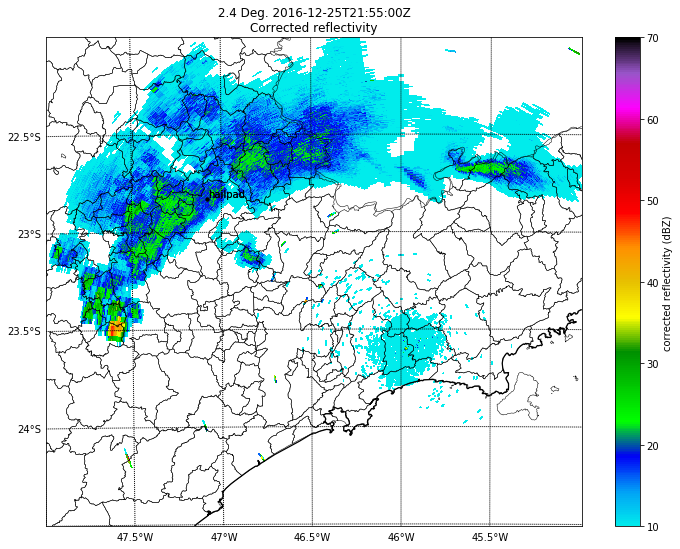 2.4 Deg. 2016-12-25T21:55:00Z
Corrected reflectivity
22.5°S
23°S
23.5°S
24°S
47.5°W
47°W
46.5°W
46°W
45.5°W
hailpad
70
60
50
40
30
20
10
corrected reflectivity (dBZ)